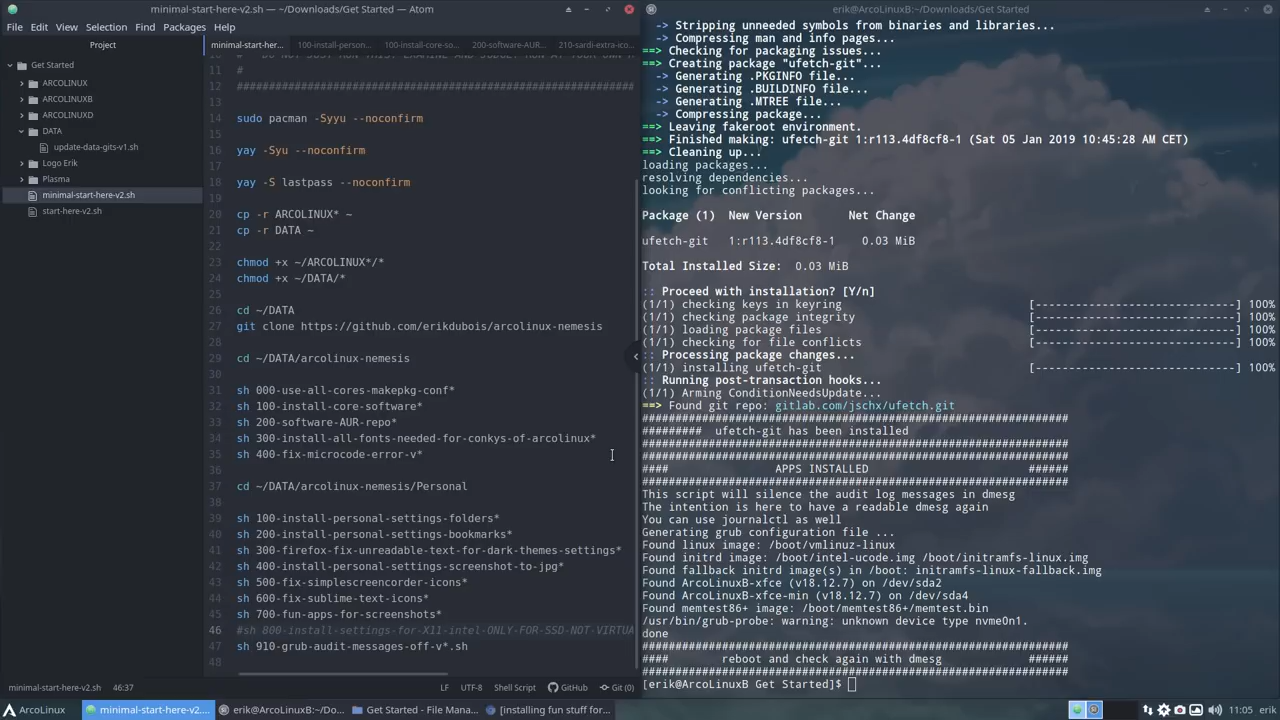 minimal-start-here-v2.sh — ~/Downloads/Get Started — Atom
File Edit View Selection Find Packages Help
Project
Get Started
ARCOLINUX
ARCOLINUXB
ARCOLINUXD
DATA
update-data-gits-v1.sh
Logo Erik
Plasma
minimal-start-here-v2.sh
start-here-v2.sh
minimal-start-her... 100-install-person... 100-install-core-so... 200-software-AUR... 210-sardi-extra-ico...
11 #
12 ##################################################################
13
14 sudo pacman -Syyu --noconfirm
15
16 yay -Syu --noconfirm
17
18 yay -S lastpass --noconfirm
19
20 cp -r ARCOLINUX* ~
21 cp -r DATA ~
22
23 chmod +x ~/ARCOLINUX*/*
24 chmod +x ~/DATA/*
25
26 cd ~/DATA
27 git clone https://github.com/erikdubois/arcolinux-nemesis
28
29 cd ~/DATA/arcolinux-nemesis
30
31 sh 000-use-all-cores-makepkg-conf*
32 sh 100-install-core-software*
33 sh 200-software-AUR-repo*
34 sh 300-install-all-fonts-needed-for-conkys-of-arcolinux*
35 sh 400-fix-microcode-error-v*
36
37 cd ~/DATA/arcolinux-nemesis/Personal
38
39 sh 100-install-personal-settings-folders*
40 sh 200-install-personal-settings-bookmarks*
41 sh 300-firefox-fix-unreadable-text-for-dark-themes-settings*
42 sh 400-install-personal-settings-screenshot-to-jpg*
43 sh 500-fix-simplescreencorder-icons*
44 sh 600-fix-sublime-text-icons*
45 sh 700-fun-apps-for-screenshots*
46 #sh 800-install-settings-for-X11-intel-ONLY-FOR-SSD-NOT-VIRTUA
47 sh 910-grub-audit-messages-off-v*.sh
48
minimal-start-here-v2.sh 46:37 LF UTF-8 Shell Script GitHub Git (0)
erik@ArcoLinuxB:~/Downloads/Get Started
-> Stripping unneeded symbols from binaries and libraries...
-> Compressing man and info pages...
==> Checking for packaging issues...
==> Creating package "ufetch-git"...
-> Generating .PKGINFO file...
-> Generating .BUILDINFO file...
-> Generating .MTREE file...
-> Compressing package...
==> Leaving fakeroot environment.
==> Finished making: ufetch-git 1:r113.4df8cf8-1 (Sat 05 Jan 2019 10:45:28 AM CET)
==> Cleaning up...
loading packages...
resolving dependencies...
looking for conflicting packages...
Package (1) New Version Net Change
ufetch-git 1:r113.4df8cf8-1 0.03 MiB
Total Installed Size: 0.03 MiB
:: Proceed with installation? [Y/n]
(1/1) checking keys in keyring [------------------------------] 100%
(1/1) checking package integrity [------------------------------] 100%
(1/1) loading package files [------------------------------] 100%
(1/1) checking for file conflicts [------------------------------] 100%
:: Processing package changes...
(1/1) installing ufetch-git [------------------------------] 100%
:: Running post-transaction hooks...
(1/1) Arming ConditionNeedsUpdate...
==> Found git repo: gitlab.com/jschx/ufetch.git
################################################################
######### ufetch-git has been installed
################################################################
################################################################
#### APPS INSTALLED ######
################################################################
This script will silence the audit log messages in dmesg
The intention is here to have a readable dmesg again
You can use journalctl as well
Generating grub configuration file ...
Found linux image: /boot/vmlinuz-linux
Found initrd image: /boot/intel-ucode.img /boot/initramfs-linux.img
Found fallback initrd image(s) in /boot: initramfs-linux-fallback.img
Found ArcoLinuxB-xfce (v18.12.7) on /dev/sda2
Found ArcoLinuxB-xfce-min (v18.12.7) on /dev/sda4
Found memtest86+ image: /boot/memtest86+/memtest.bin
/usr/bin/grub-probe: warning: unknown device type nvme0n1.
done
################################################################
#### reboot and check again with dmesg ######
################################################################
[erik@ArcoLinuxB Get Started]$
ArcoLinux minimal-start-here-v2.... erik@ArcoLinuxB:~/Do... Get Started - File Mana... [installing fun stuff for... 11:05 erik